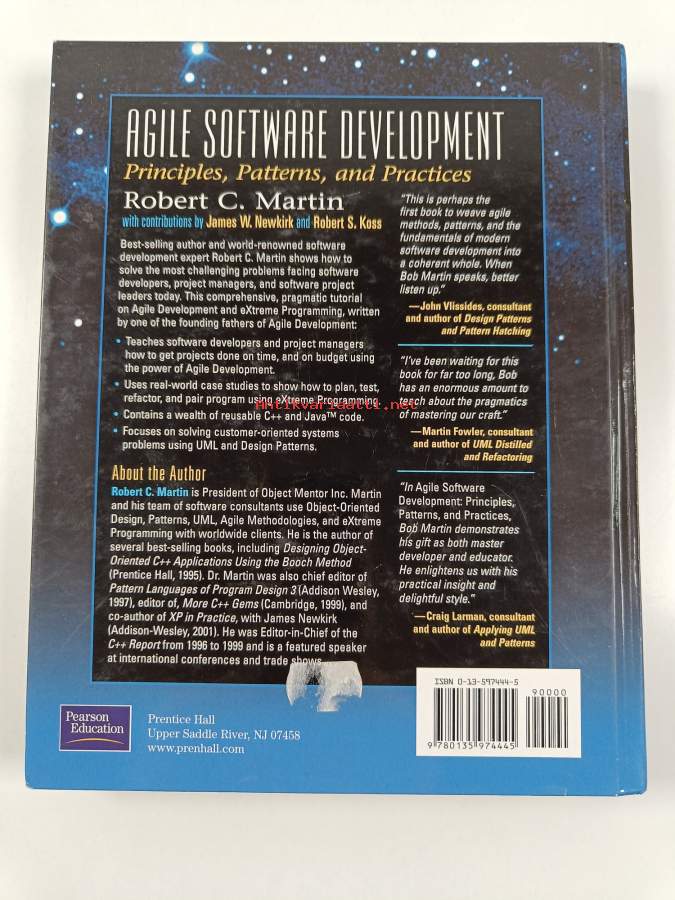 AGILE SOFTWARE DEVELOPMENT
Principles, Patterns, and Practices
Robert C. Martin
with contributions by James W. Newkirk and Robert S. Koss
Best-selling author and world-renowned software
development expert Robert C. Martin shows how to
solve the most challenging problems facing software
developers, project managers, and software project
leaders today. This comprehensive, pragmatic tutorial
on Agile Development and eXtreme Programming, written
by one of the founding fathers of Agile Development:
• Teaches software developers and project managers
how to get projects done on time, and on budget using
the power of Agile Development.
• Uses real-world case studies to show how to plan, test,
refactor, and pair program using eXtreme Programming
• Contains a wealth of reusable C++ and Java™ code.
• Focuses on solving customer-oriented systems
problems using UML and Design Patterns.
About the Author
Robert C. Martin is President of Object Mentor Inc. Martin
and his team of software consultants use Object-Oriented
Design, Patterns, UML, Agile Methodologies, and eXtreme
Programming with worldwide clients. He is the author of
several best-selling books, including Designing Object-
Oriented C++ Applications Using the Booch Method
(Prentice Hall, 1995). Dr. Martin was also chief editor of
Pattern Languages of Program Design 3 (Addison Wesley,
1997), editor of, More C++ Gems (Cambridge, 1999), and
co-author of XP in Practice, with James Newkirk
(Addison-Wesley, 2001). He was Editor-in-Chief of the
C++ Report from 1996 to 1999 and is a featured speaker
at international conferences and trade shows
"This is perhaps the
first book to weave agile
methods, patterns, and the
fundamentals of modern
software development into
a coherent whole. When
Bob Martin speaks, better
listen up."
—John Vlissides, consultant
and author of Design Patterns
and Pattern Hatching
"I've been waiting for this
book for far too long, Bob
has an enormous amount to
teach about the pragmatics
of mastering our craft."
—Martin Fowler, consultant
and author of UML Distilled
and Refactoring
"In Agile Software
Development: Principles,
Patterns, and Practices,
Bob Martin demonstrates
his gift as both master
developer and educator.
He enlightens us with his
practical insight and
delightful style."
—Craig Larman, consultant
and author of Applying UML
and Patterns
Antikvariaatti.net
Pearson
Education
Prentice Hall
Upper Saddle River, NJ 07458
www.prenhall.com
ISBN 0-13-597444-5
90000
9 780135 974445